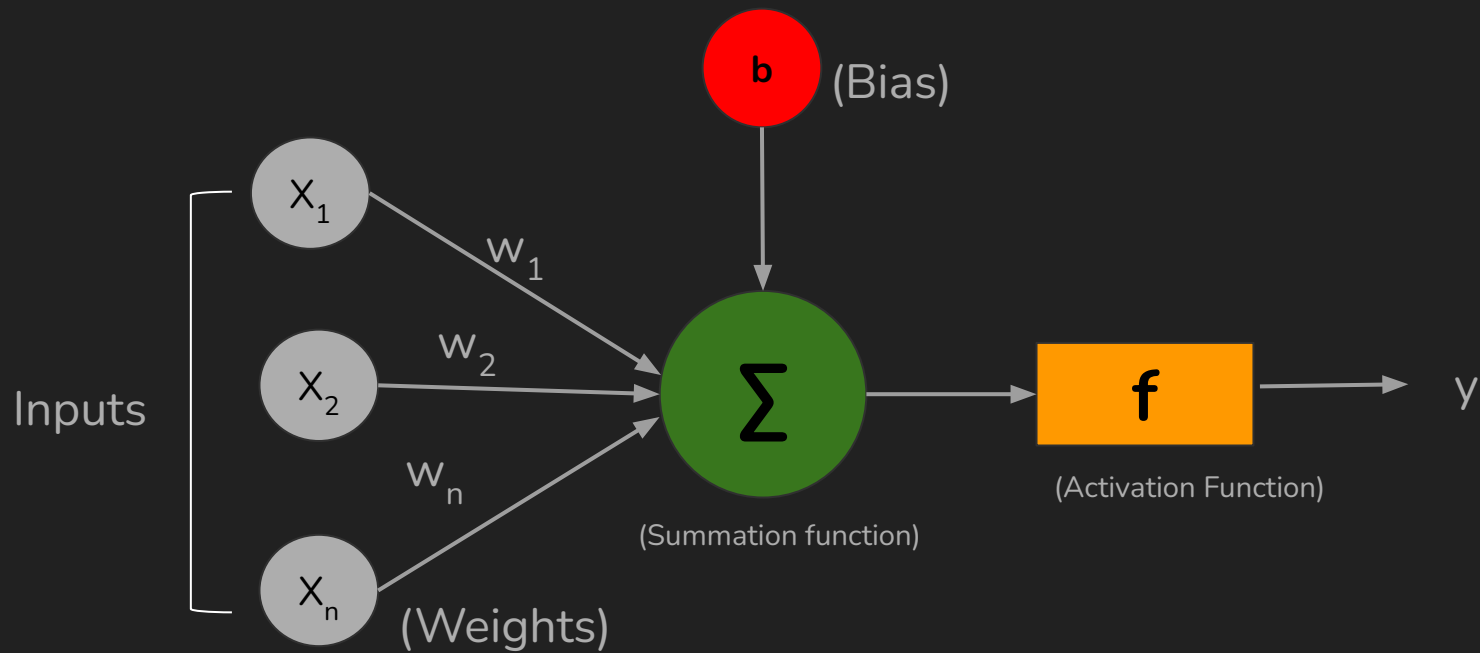 b
(Bias)
X₁
w₁
w₂
X₂
Inputs
∑
f
y
wₙ
(Activation Function)
(Summation function)
Xₙ
(Weights)